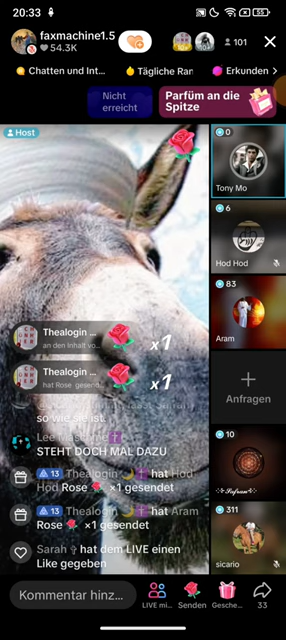 20:33
55
faxmachine1.5
54.3K
101
Chatten und Int...
Tägliche Ran
Erkunden >
Nicht
erreicht
Parfüm an die
Spitze
Host
0
Tony Mo
6
Hod Hod
83
Aram
Anfragen
10
311
sicario
Thealogin ...
an den Inhalt vo...
x1
Thealogin ...
hat Rose gesend...
x1
so wie sie ist.
STEHT DOCH MAL DAZU
13 Thealogin 🌙✝️ hat Hod
Hod Rose 🌹 ×1 gesendet
13 Thealogin 🌙✝️ hat Aram
Rose 🌹 ×1 gesendet
Sarah ✞ hat dem LIVE einen
Like gegeben
Kommentar hinz...
LIVE mi...
Senden
Gesche...
33